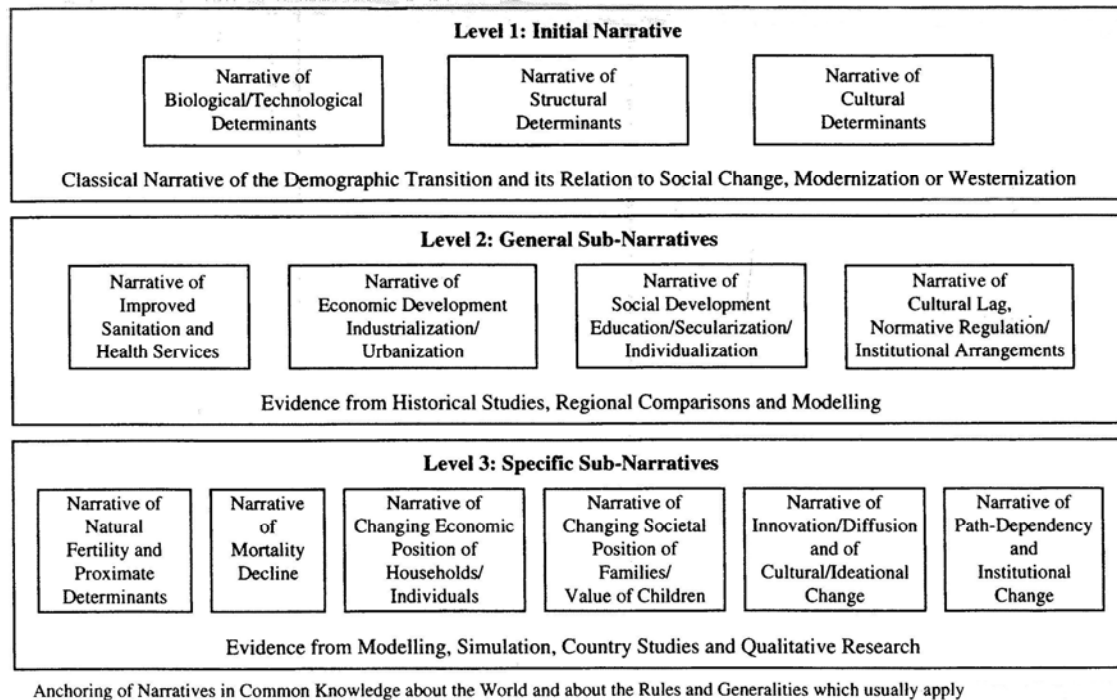 Level 1: Initial Narrative
Narrative of
Biological/Technological
Determinants
Narrative of
Structural
Determinants
Narrative of
Cultural
Determinants
Classical Narrative of the Demographic Transition and its Relation to Social Change, Modernization or Westernization
Level 2: General Sub-Narratives
Narrative of
Improved
Sanitation and
Health Services
Narrative of
Economic Development
Industrialization/
Urbanization
Narrative of
Social Development
Education/Secularization/
Individualization
Narrative of
Cultural Lag,
Normative Regulation/
Institutional Arrangements
Evidence from Historical Studies, Regional Comparisons and Modelling
Level 3: Specific Sub-Narratives
Narrative of
Natural
Fertility and
Proximate
Determinants
Narrative
of
Mortality
Decline
Narrative of
Changing Economic
Position of
Households/
Individuals
Narrative of
Changing Societal
Position of
Families/
Value of Children
Narrative of
Innovation/Diffusion
and of
Cultural/Ideational
Change
Narrative of
Path-Dependency
and
Institutional
Change
Evidence from Modelling, Simulation, Country Studies and Qualitative Research
Anchoring of Narratives in Common Knowledge about the World and about the Rules and Generalities which usually apply